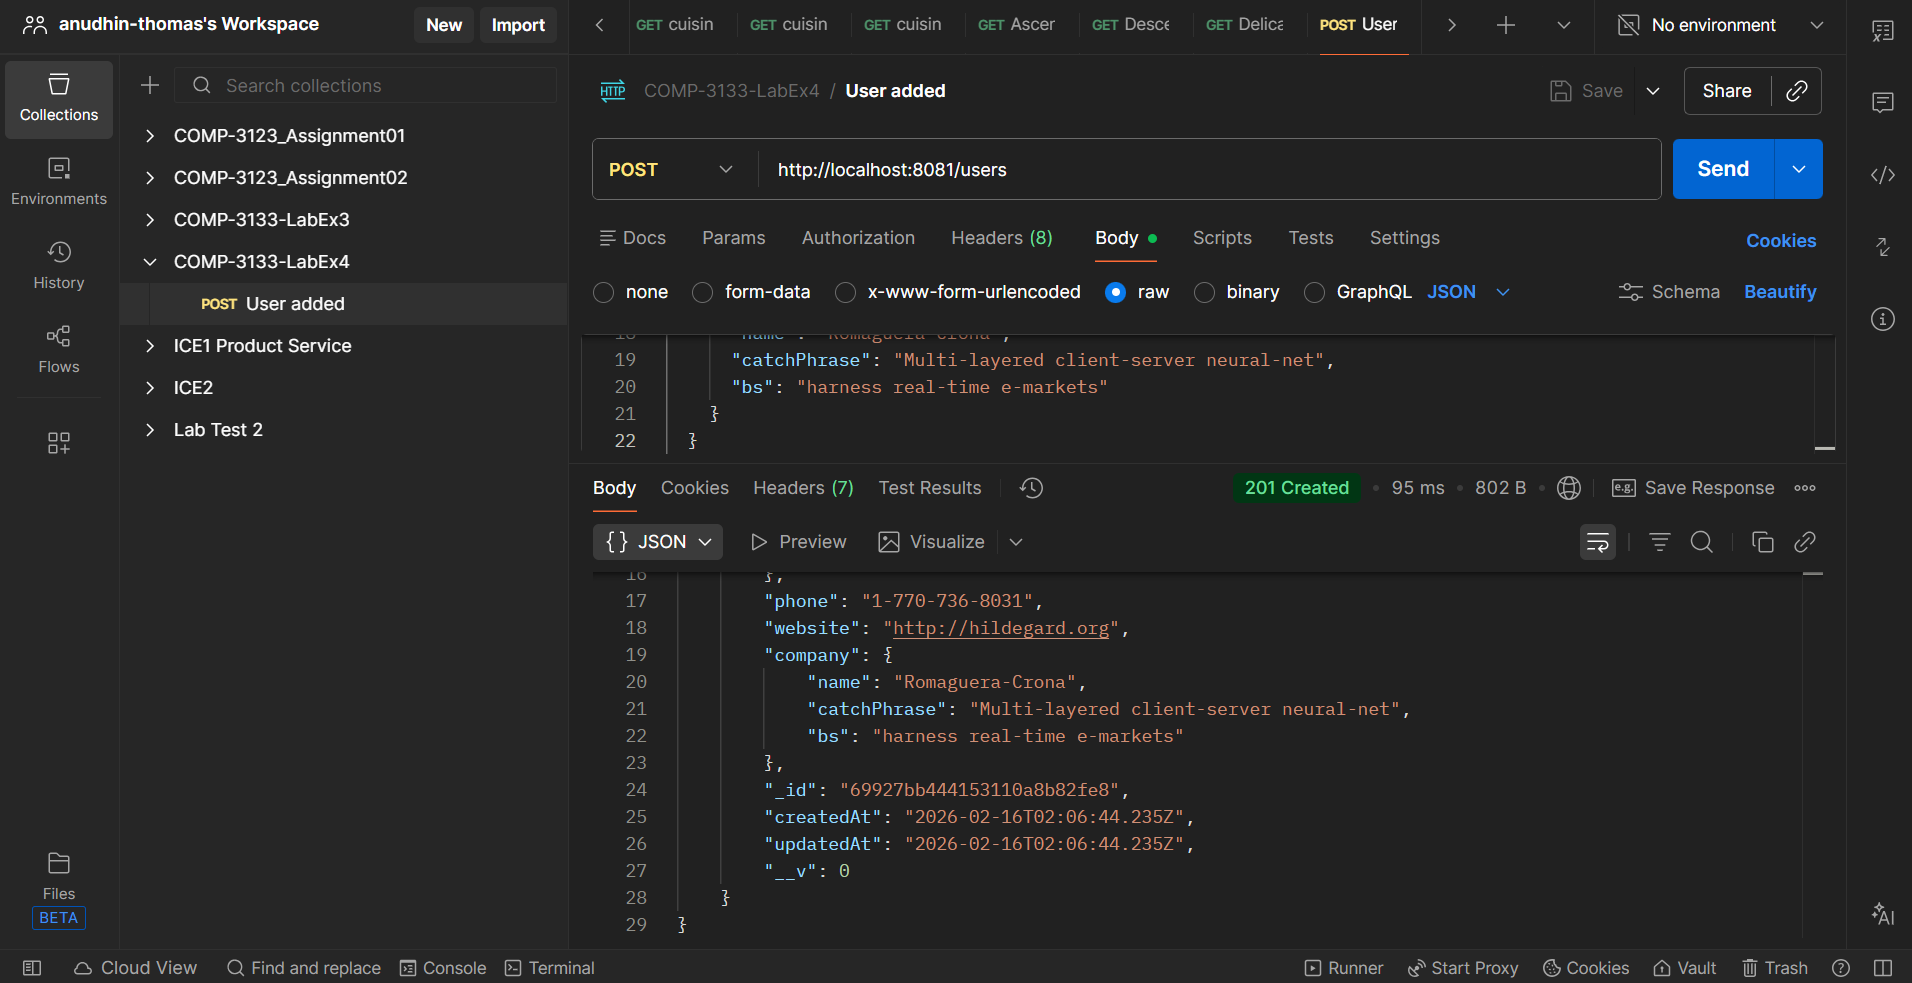 anudhin-thomas's Workspace
New
Import
GET cuisin
GET cuisin
GET cuisin
GET Ascer
GET Desce
GET Delica
POST User
No environment
Collections
Environments
History
Flows
Files
BETA
Search collections
COMP-3123_Assignment01
COMP-3123_Assignment02
COMP-3133-LabEx3
COMP-3133-LabEx4
POST User added
ICE1 Product Service
ICE2
Lab Test 2
HTTP COMP-3133-LabEx4 / User added
Save
Share
POST http://localhost:8081/users
Send
Docs Params Authorization Headers (8) Body Scripts Tests Settings
Cookies
none form-data x-www-form-urlencoded raw binary GraphQL JSON
Schema Beautify
18 "name": "Romaguera-Crona",
19 "catchPhrase": "Multi-layered client-server neural-net",
20 "bs": "harness real-time e-markets"
21 }
22 }
Body Cookies Headers (7) Test Results
201 Created • 95 ms • 802 B
e.g. Save Response
{} JSON Preview Visualize
16 },
17 "phone": "1-770-736-8031",
18 "website": "http://hildegard.org",
19 "company": {
20 "name": "Romaguera-Crona",
21 "catchPhrase": "Multi-layered client-server neural-net",
22 "bs": "harness real-time e-markets"
23 },
24 "_id": "69927bb444153110a8b82fe8",
25 "createdAt": "2026-02-16T02:06:44.235Z",
26 "updatedAt": "2026-02-16T02:06:44.235Z",
27 "__v": 0
28 }
29 }
AI
Cloud View Find and replace Console Terminal
Runner Start Proxy Cookies Vault Trash